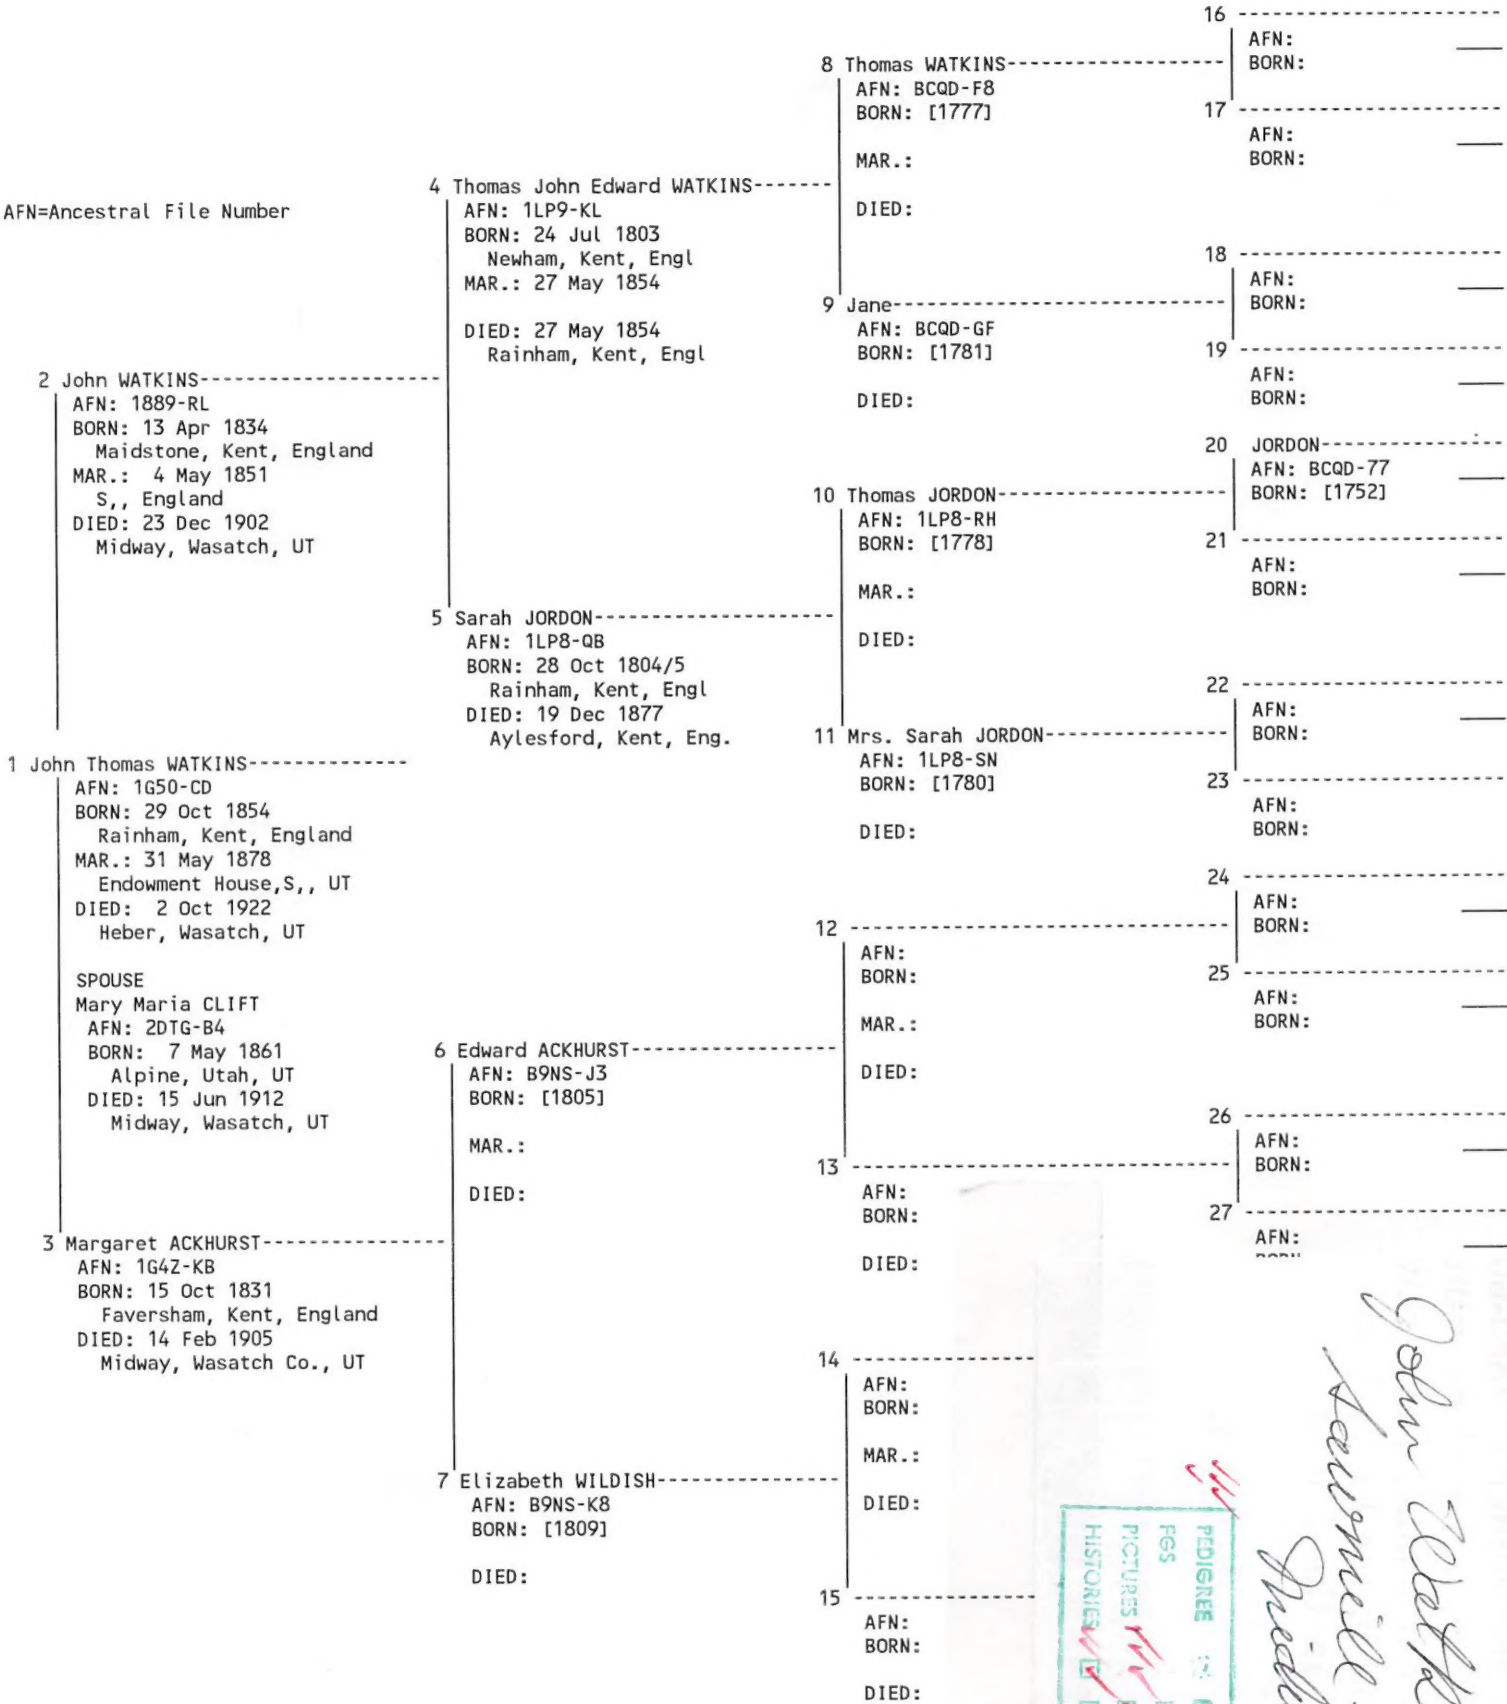 AFN=Ancestral File Number
1 John Thomas WATKINS-------------
AFN: 1G50-CD
BORN: 29 Oct 1854
Rainham, Kent, England
MAR.: 31 May 1878
Endowment House,S,, UT
DIED: 2 Oct 1922
Heber, Wasatch, UT
SPOUSE
Mary Maria CLIFT
AFN: 2DTG-B4
BORN: 7 May 1861
Alpine, Utah, UT
DIED: 15 Jun 1912
Midway, Wasatch, UT
2 John WATKINS--------------------
AFN: 1889-RL
BORN: 13 Apr 1834
Maidstone, Kent, England
MAR.: 4 May 1851
S,, England
DIED: 23 Dec 1902
Midway, Wasatch, UT
3 Margaret ACKHURST---------------
AFN: 1G4Z-KB
BORN: 15 Oct 1831
Faversham, Kent, England
DIED: 14 Feb 1905
Midway, Wasatch Co., UT
4 Thomas John Edward WATKINS-------
AFN: 1LP9-KL
BORN: 24 Jul 1803
Newham, Kent, Engl
MAR.: 27 May 1854
DIED: 27 May 1854
Rainham, Kent, Engl
5 Sarah JORDON--------------------
AFN: 1LP8-QB
BORN: 28 Oct 1804/5
Rainham, Kent, Engl
DIED: 19 Dec 1877
Aylesford, Kent, Eng.
6 Edward ACKHURST-----------------
AFN: B9NS-J3
BORN: [1805]
MAR.:
DIED:
7 Elizabeth WILDISH---------------
AFN: B9NS-K8
BORN: [1809]
DIED:
8 Thomas WATKINS------------------
AFN: BCQD-F8
BORN: [1777]
MAR.:
DIED:
9 Jane----------------------------
AFN: BCQD-GF
BORN: [1781]
DIED:
10 Thomas JORDON-------------------
AFN: 1LP8-RH
BORN: [1778]
MAR.:
DIED:
11 Mrs. Sarah JORDON---------------
AFN: 1LP8-SN
BORN: [1780]
DIED:
12 --------------------------------
AFN:
BORN:
MAR.:
DIED:
13 --------------------------------
AFN:
BORN:
DIED:
14 ----------------
AFN:
BORN:
MAR.:
DIED:
15 ----------------
AFN:
BORN:
DIED:
16 ----------------------
AFN:
BORN:
17 ----------------------
AFN:
BORN:
18 ----------------------
AFN:
BORN:
19 ----------------------
AFN:
BORN:
20 JORDON---------------
AFN: BCQD-77
BORN: [1752]
21 ----------------------
AFN:
BORN:
22 ----------------------
AFN:
BORN:
23 ----------------------
AFN:
BORN:
24 ----------------------
AFN:
BORN:
25 ----------------------
AFN:
BORN:
26 ----------------------
AFN:
BORN:
27 ----------------------
AFN:
BORN
John
PEDIGREE
FGS
PICTURES
HISTORIES